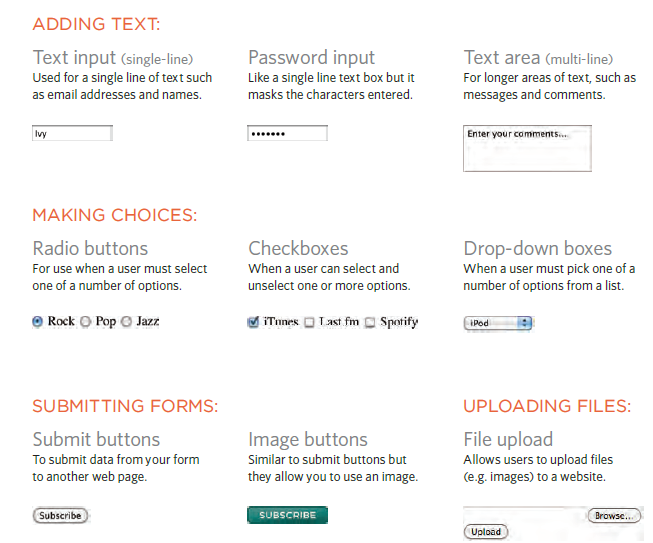 ADDING TEXT:
Text input (single-line)
Used for a single line of text such
as email addresses and names.
Ivy
Password input
Like a single line text box but it
masks the characters entered.
•••••••
Text area (multi-line)
For longer areas of text, such as
messages and comments.
Enter your comments...
MAKING CHOICES:
Radio buttons
For use when a user must select
one of a number of options.
Rock Pop Jazz
Checkboxes
When a user can select and
unselect one or more options.
iTunes Last.fm Spotify
Drop-down boxes
When a user must pick one of a
number of options from a list.
iPod
SUBMITTING FORMS:
Submit buttons
To submit data from your form
to another web page.
Subscribe
Image buttons
Similar to submit buttons but
they allow you to use an image.
SUBSCRIBE
UPLOADING FILES:
File upload
Allows users to upload files
(e.g. images) to a website.
Browse...
Upload